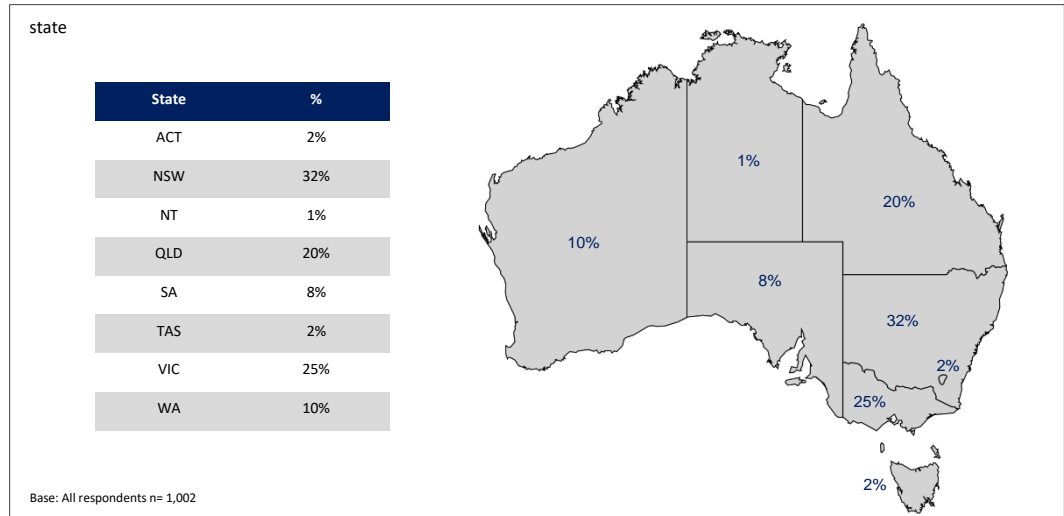 state
State %
ACT 2%
NSW 32%
NT 1%
QLD 20%
SA 8%
TAS 2%
VIC 25%
WA 10%
1%
20%
10%
8%
32%
2%
25%
2%
Base: All respondents n= 1,002